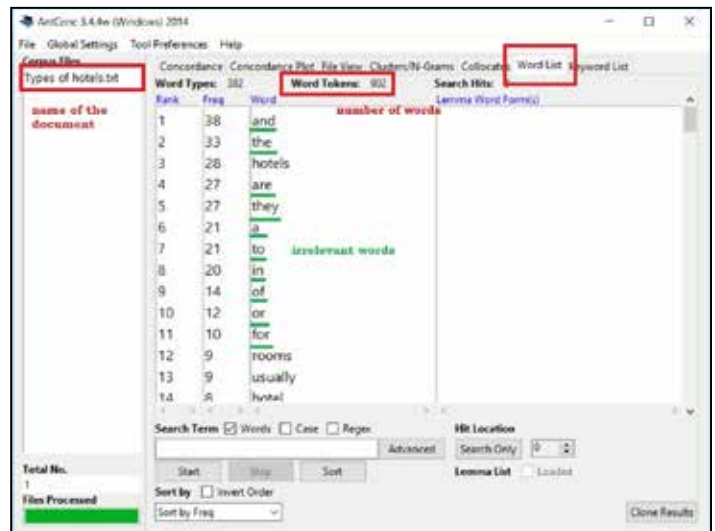 AntConc 3.4.4w (Windows) 2014
File Global Settings Tool Preferences Help
Corpus Files
Types of hotels.txt
name of the document
Concordance Concordance Plot File View Clusters/N-Grams Collocates Word List Keyword List
Word Types: 382 Word Tokens: 902 Search Hits:
Rank Freq Word Lemma Word Form(s)
number of words
1 38 and
2 33 the
3 28 hotels
4 27 are
5 27 they
6 21 a
7 21 to
irrelevant words
8 20 in
9 14 of
10 12 or
11 10 for
12 9 rooms
13 9 usually
14 8 hotel
Search Term Words Case Regex Hit Location
Advanced Search Only 0
Total No.
1
Files Processed
Start Stop Sort Lemma List Loaded
Sort by Invert Order
Sort by Freq Clone Results